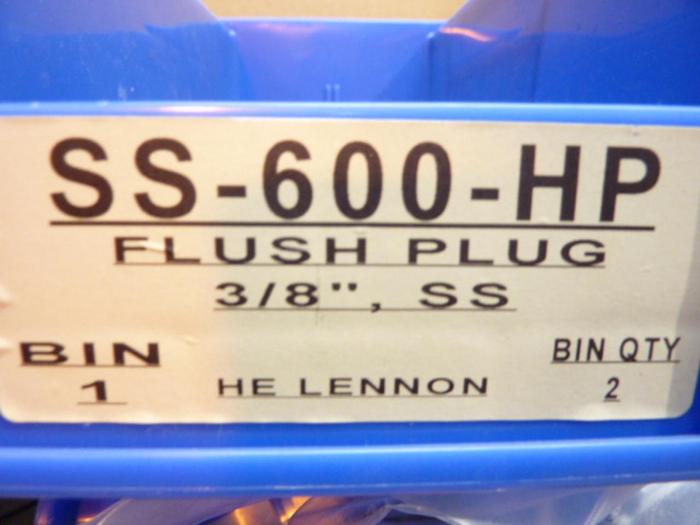 SS-600-HP
FLUSH PLUG
3/8", SS
BIN BIN QTY
1 HE LENNON 2